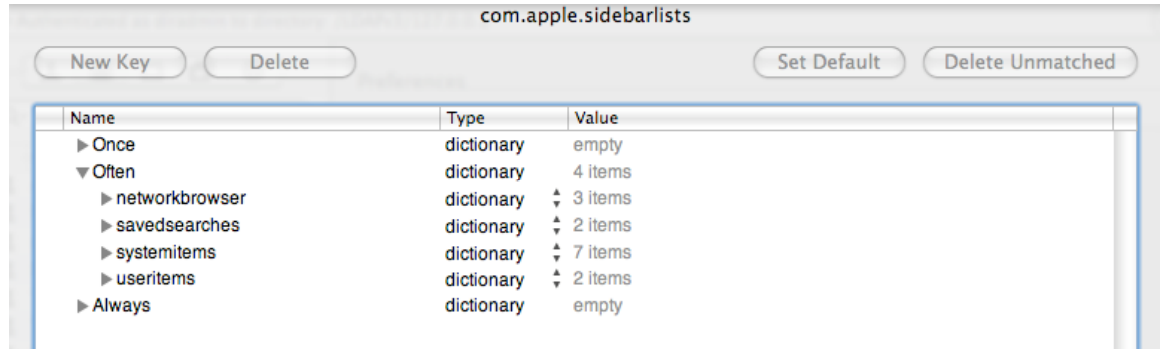 com.apple.sidebarlists
New Key Delete Set Default Delete Unmatched
Name Type Value
Once dictionary empty
Often dictionary 4 items
networkbrowser dictionary 3 items
savedsearches dictionary 2 items
systemitems dictionary 7 items
useritems dictionary 2 items
Always dictionary empty